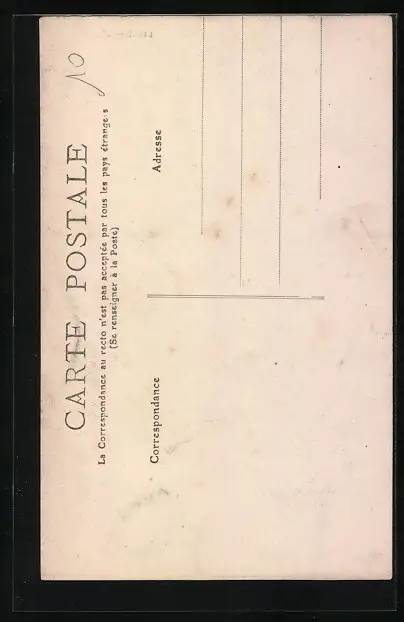 CARTE POSTALE
La Correspondance au recto n'est pas acceptée par tous les pays étrangers
(Se renseigner à la Poste)
Correspondance
Adresse
10